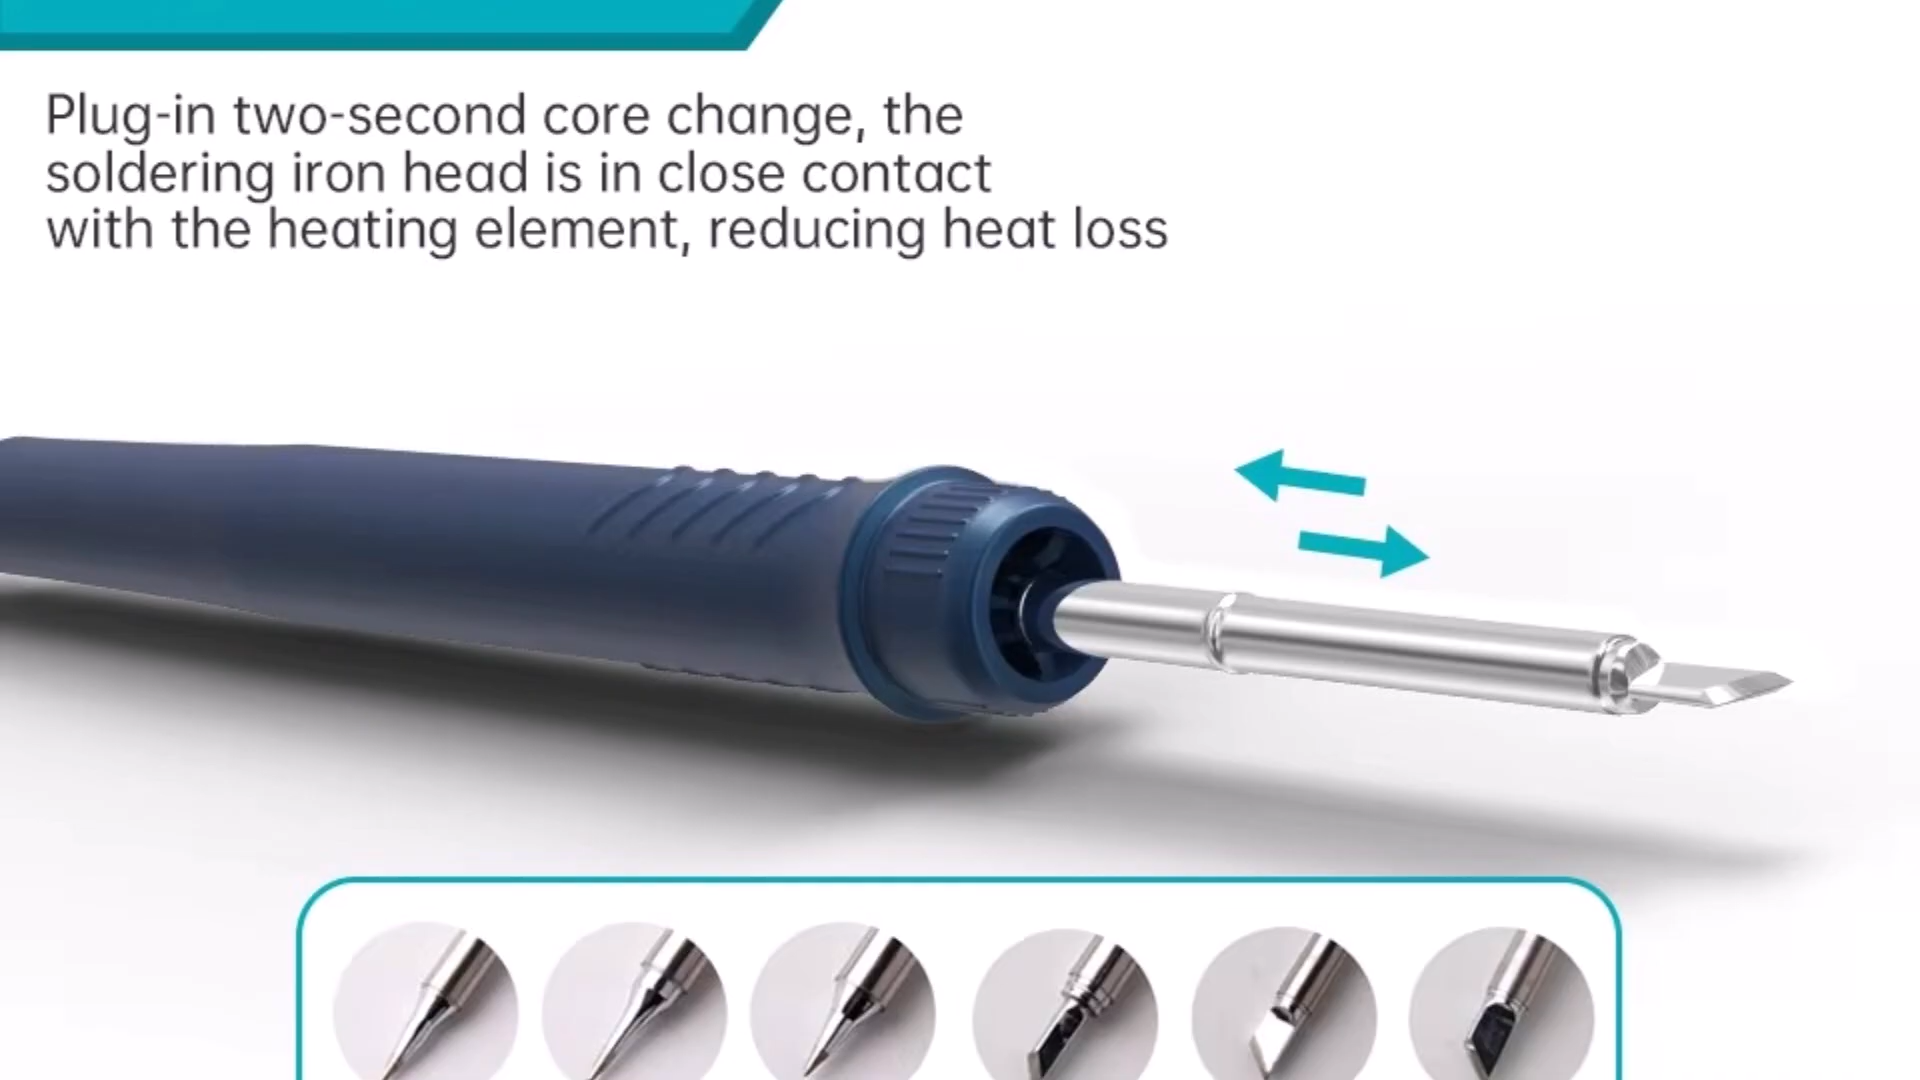 Plug-in two-second core change, the
soldering iron head is in close contact
with the heating element, reducing heat loss